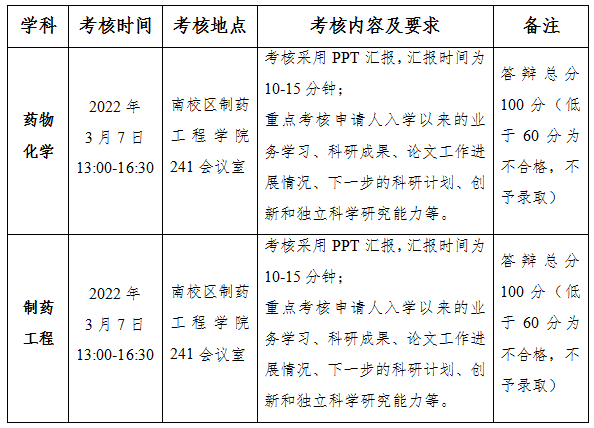 学科 考核时间 考核地点 考核内容及要求 备注
药物
化学
2022 年
3 月 7 日
13:00-16:30
南校区制药
工程学院
241 会议室
考核采用 PPT 汇报，汇报时间为
10-15 分钟；
重点考核申请人入学以来的业
务学习、科研成果、论文工作进
展情况、下一步的科研计划、创
新和独立科学研究能力等。
答辩总分
100 分（低
于 60 分为
不合格，不
予录取）
制药
工程
2022 年
3 月 7 日
13:00-16:30
南校区制药
工程学院
241 会议室
考核采用 PPT 汇报，汇报时间为
10-15 分钟；
重点考核申请人入学以来的业
务学习、科研成果、论文工作进
展情况、下一步的科研计划、创
新和独立科学研究能力等。
答辩总分
100 分（低
于 60 分为
不合格，不
予录取）